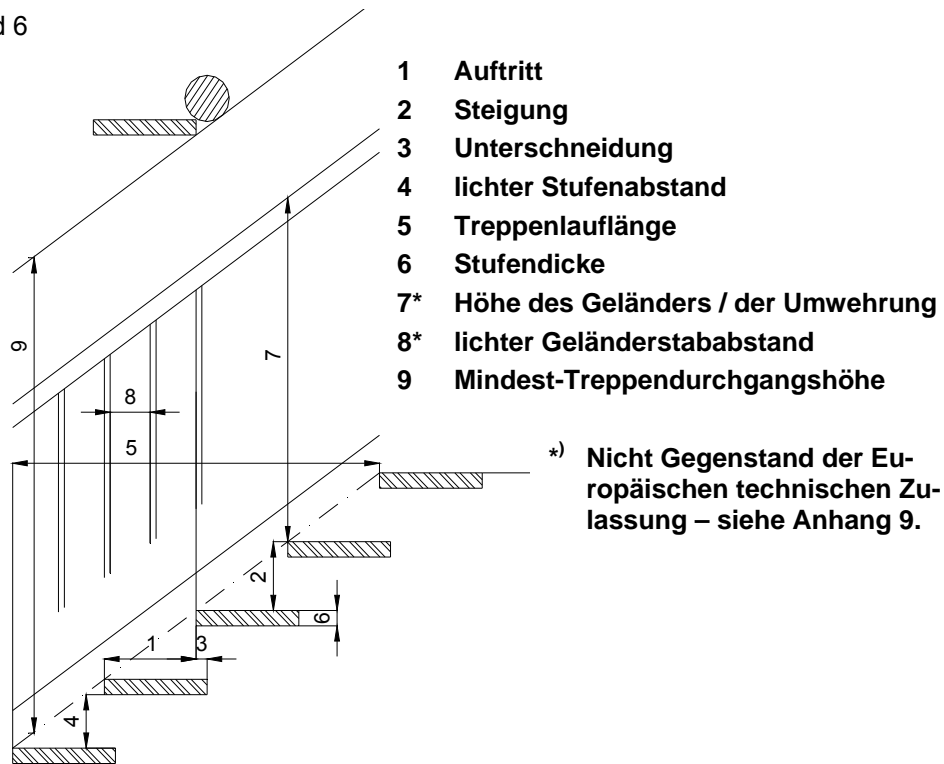 6
1 Auftritt
2 Steigung
3 Unterschneidung
4 lichter Stufenabstand
5 Treppenlauflänge
6 Stufendicke
7* Höhe des Geländers / der Umwehrung
8* lichter Geländerstababstand
9 Mindest-Treppendurchgangshöhe
*) Nicht Gegenstand der Eu-
ropäischen technischen Zu-
lassung – siehe Anhang 9.
9
7
8
5
2
6
1 3
4